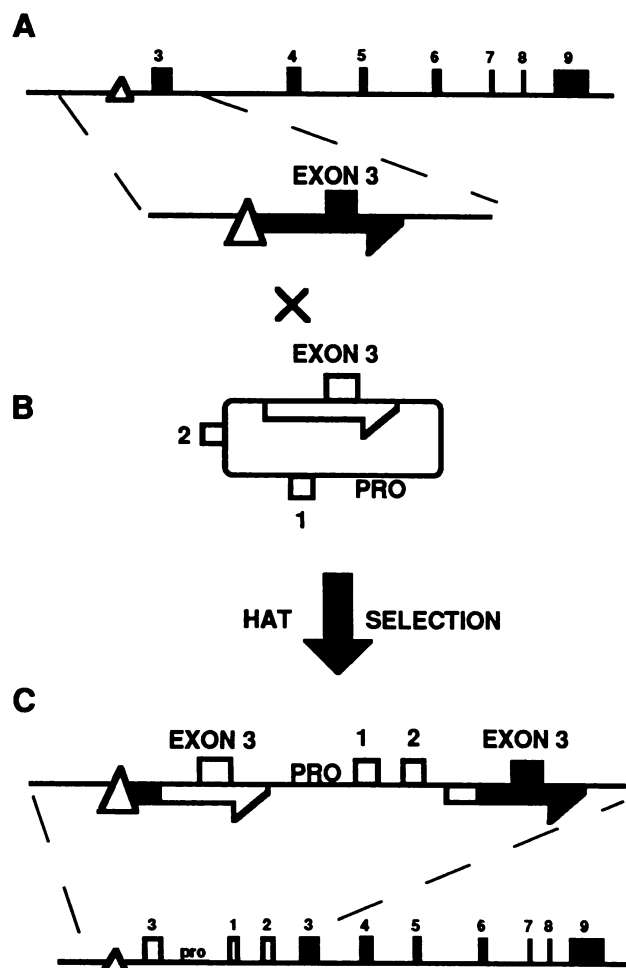 A
3 4 5 6 7 8 9
EXON 3
EXON 3
B
2
PRO
1
HAT SELECTION
C
EXON 3 PRO 1 2 EXON 3
3 pro 1 2 3 4 5 6 7 8 9